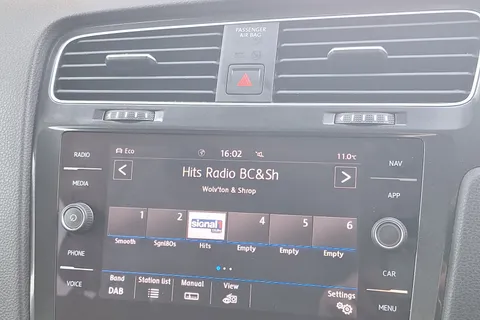 PASSENGER
AIR BAG
RADIO
MEDIA
PHONE
VOICE
Eco 16:02 11.0°C
Hits Radio BC&Sh
Wolv'ton & Shrop
1 2 signal 4 5 6
Smooth Sgnl80s Hits Empty Empty Empty
Band Station list Manual View Settings
DAB
NAV
APP
CAR
MENU